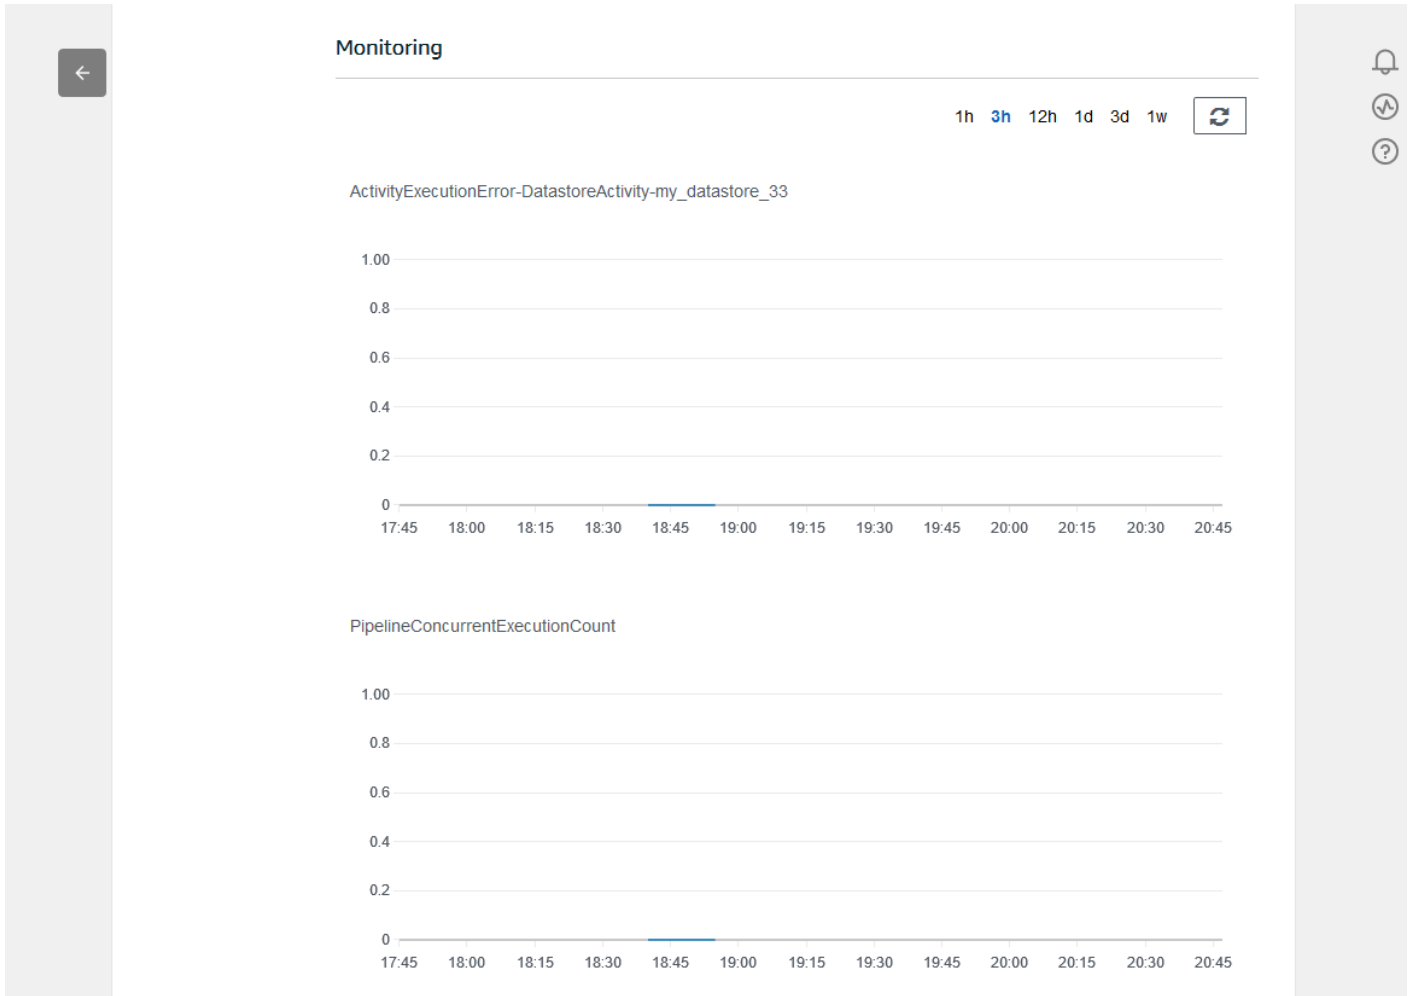 Monitoring
1h 3h 12h 1d 3d 1w
ActivityExecutionError-DatastoreActivity-my_datastore_33
1.00
0.8
0.6
0.4
0.2
0
17:45 18:00 18:15 18:30 18:45 19:00 19:15 19:30 19:45 20:00 20:15 20:30 20:45
PipelineConcurrentExecutionCount
1.00
0.8
0.6
0.4
0.2
0
17:45 18:00 18:15 18:30 18:45 19:00 19:15 19:30 19:45 20:00 20:15 20:30 20:45